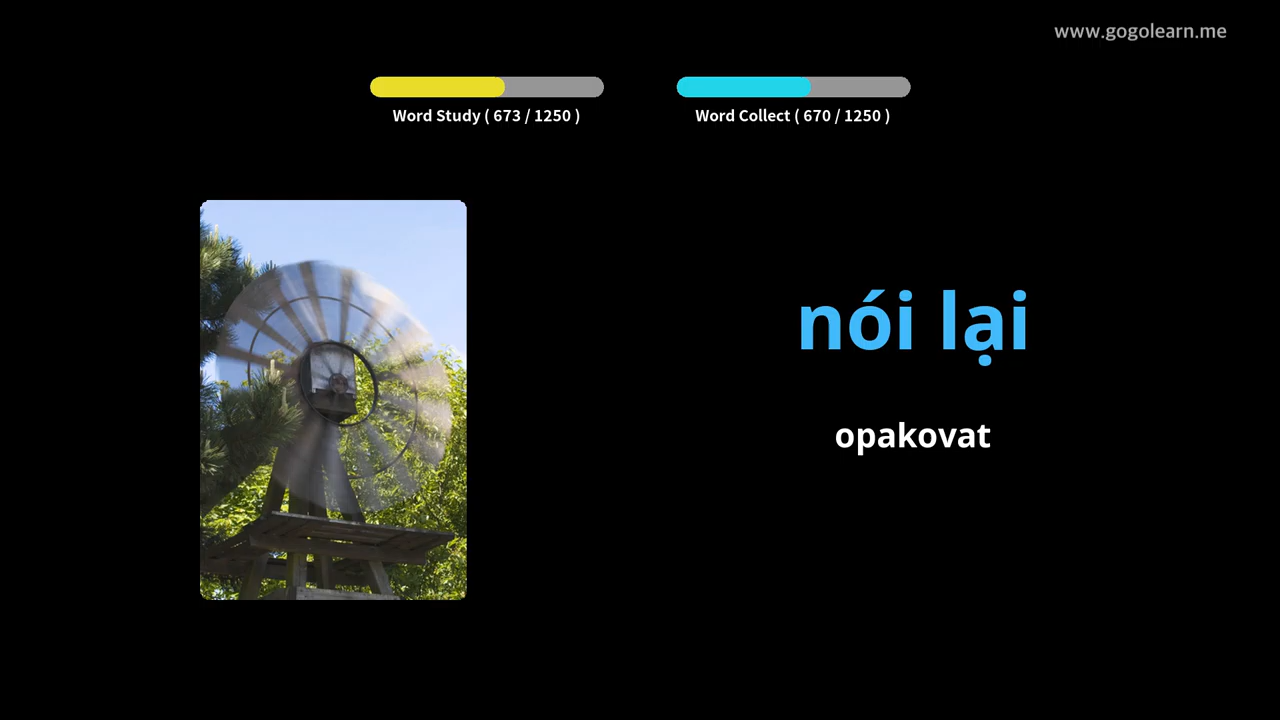 www.gogolearn.me
Word Study ( 673 / 1250 )
Word Collect ( 670 / 1250 )
nói lại
opakovat